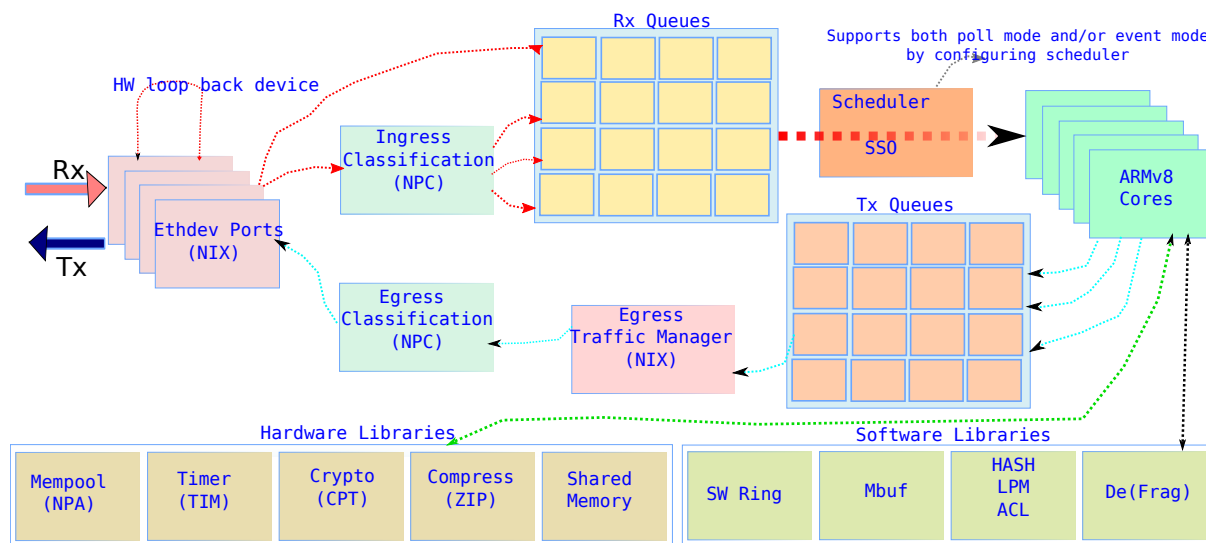 Rx Queues
Supports both poll mode and/or event mode
by configuring scheduler
HW loop back device
Scheduler
SSO
Ingress
Classification
(NPC)
Rx
ARMv8
Cores
Tx Queues
Ethdev Ports
(NIX)
Tx
Egress
Classification
(NPC)
Egress
Traffic Manager
(NIX)
Hardware Libraries
Mempool
(NPA)
Timer
(TIM)
Crypto
(CPT)
Compress
(ZIP)
Shared
Memory
Software Libraries
SW Ring
Mbuf
HASH
LPM
ACL
De(Frag)